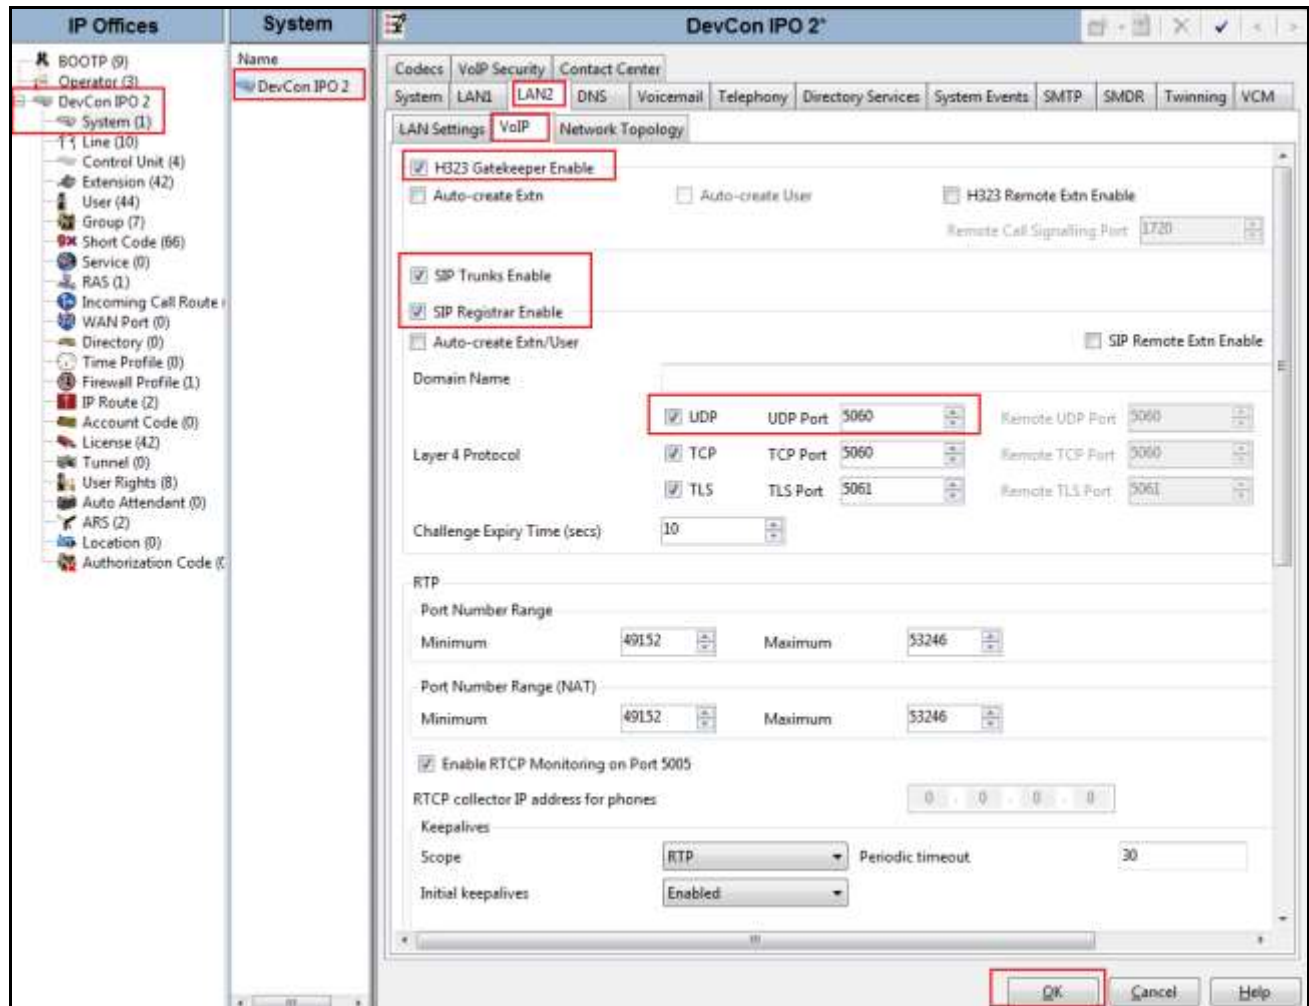 IP Offices
BOOTP (9)
Operator (3)
DevCon IPO 2
System (1)
Line (10)
Control Unit (4)
Extension (42)
User (44)
Group (7)
Short Code (66)
Service (0)
RAS (1)
Incoming Call Route
WAN Port (0)
Directory (0)
Time Profile (0)
Firewall Profile (1)
IP Route (2)
Account Code (0)
License (42)
Tunnel (0)
User Rights (8)
Auto Attendant (0)
ARS (2)
Location (0)
Authorization Code
System
Name
DevCon IPO 2
DevCon IPO 2*
Codecs VoIP Security Contact Center
System LAN1 LAN2 DNS Voicemail Telephony Directory Services System Events SMTP SMDR Twinning VCM
LAN Settings VoIP Network Topology
H323 Gatekeeper Enable
Auto-create Extn Auto-create User H323 Remote Extn Enable
Remote Call Signalling Port 1720
SIP Trunks Enable
SIP Registrar Enable
Auto-create Extn/User SIP Remote Extn Enable
Domain Name
UDP UDP Port 5060 Remote UDP Port 5060
Layer 4 Protocol TCP TCP Port 5060 Remote TCP Port 5060
TLS TLS Port 5061 Remote TLS Port 5061
Challenge Expiry Time (secs) 10
RTP
Port Number Range
Minimum 49152 Maximum 53246
Port Number Range (NAT)
Minimum 49152 Maximum 53246
Enable RTCP Monitoring on Port 5005
RTCP collector IP address for phones 0 . 0 . 0 . 0
Keepalives
Scope RTP Periodic timeout 30
Initial keepalives Enabled
OK Cancel Help